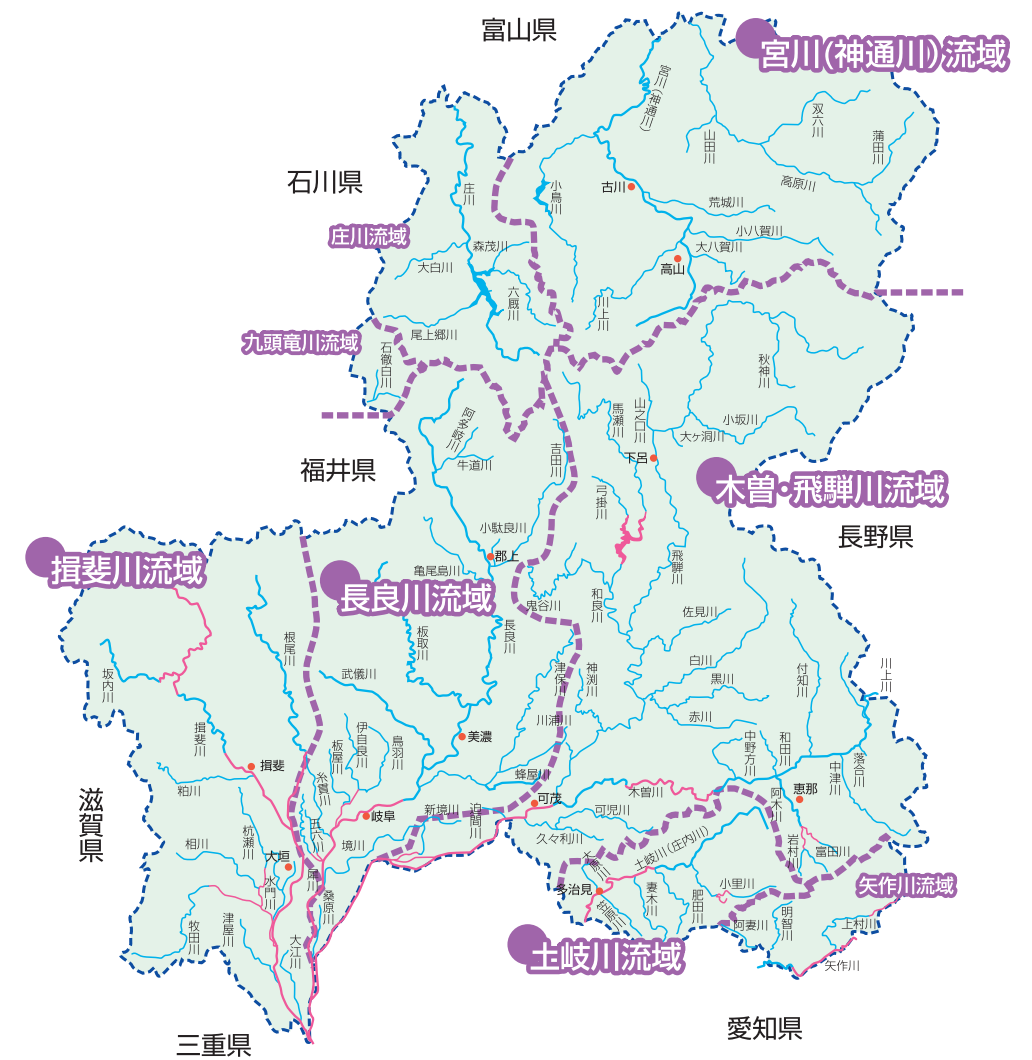 富山県
宮川(神通川)流域
宮川(神通川)
双六川
山田川
蒲田川
石川県
庄川
小鳥川
古川
高原川
荒城川
庄川流域
森茂川
小八賀川
大八賀川
大白川
高山
六厩川
川上川
尾上郷川
九頭竜川流域
石徹白川
秋神川
阿多岐川
馬瀬川
山之口川
小坂川
大ヶ洞川
吉田川
牛道川
下呂
福井県
弓掛川
木曽・飛騨川流域
小駄良川
長野県
郡上
飛騨川
揖斐川流域
亀尾島川
長良川流域
鬼谷川
和良川
佐見川
根尾川
板取川
長良川
白川
坂内川
武儀川
津保川
神渕川
黒川
付知川
川上川
赤川
揖斐川
伊自良川
鳥羽川
川浦川
美濃
板屋川
中野方川
和田川
落合川
揖斐
糸貫川
蜂屋川
中津川
粕川
木曽川
阿木川
恵那
滋賀県
可茂
新境川
迫間川
可児川
岐阜
五六川
杭瀬川
相川
境川
久々利川
岩村川
富田川
大垣
大原川
土岐川(庄内川)
水門川
犀川
多治見
妻木川
小里川
矢作川流域
桑原川
肥田川
笠原川
牧田川
津屋川
明智川
阿妻川
上村川
大江川
土岐川流域
矢作川
三重県
愛知県